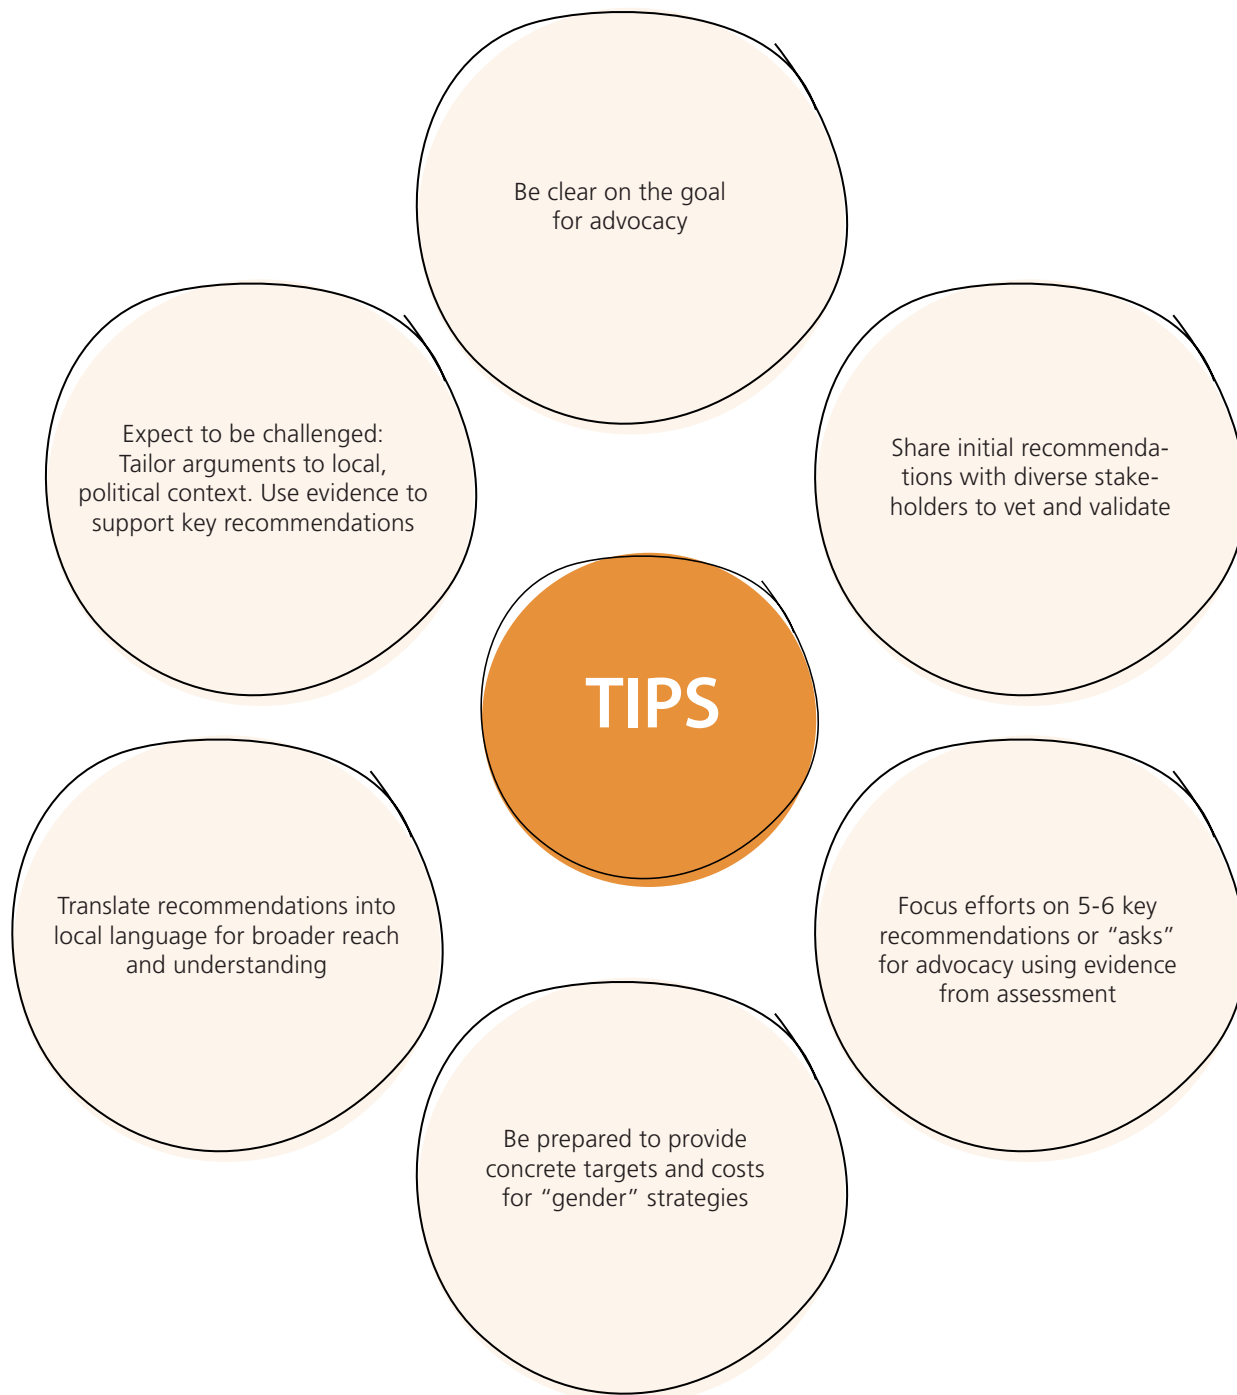 Be clear on the goal
for advocacy
Expect to be challenged:
Tailor arguments to local,
political context. Use evidence to
support key recommendations
Share initial recommenda-
tions with diverse stake-
holders to vet and validate
TIPS
Translate recommendations into
local language for broader reach
and understanding
Focus efforts on 5-6 key
recommendations or “asks”
for advocacy using evidence
from assessment
Be prepared to provide
concrete targets and costs
for “gender” strategies